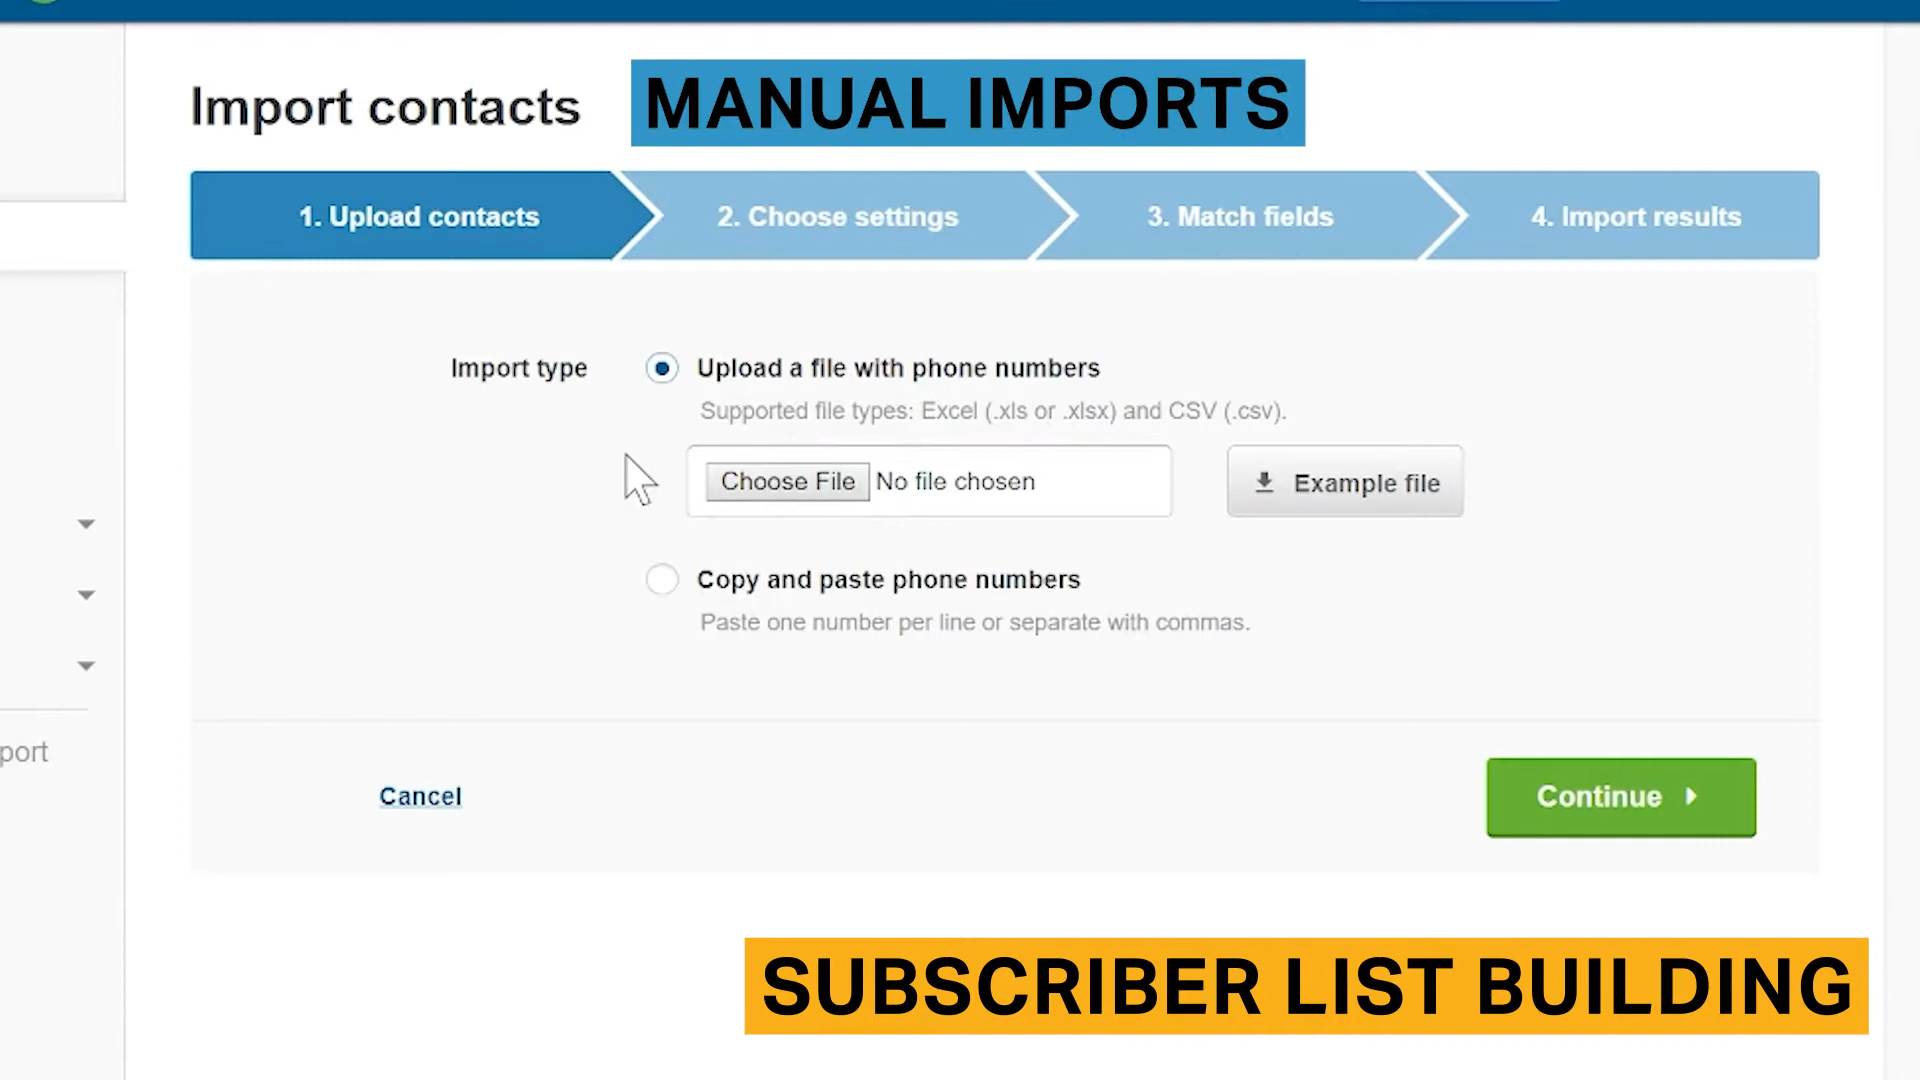 Import contacts
MANUAL IMPORTS
1. Upload contacts
2. Choose settings
3. Match fields
4. Import results
Import type
Upload a file with phone numbers
Supported file types: Excel (.xls or .xlsx) and CSV (.csv).
Choose File No file chosen
Example file
Copy and paste phone numbers
Paste one number per line or separate with commas.
port
Cancel
Continue
SUBSCRIBER LIST BUILDING